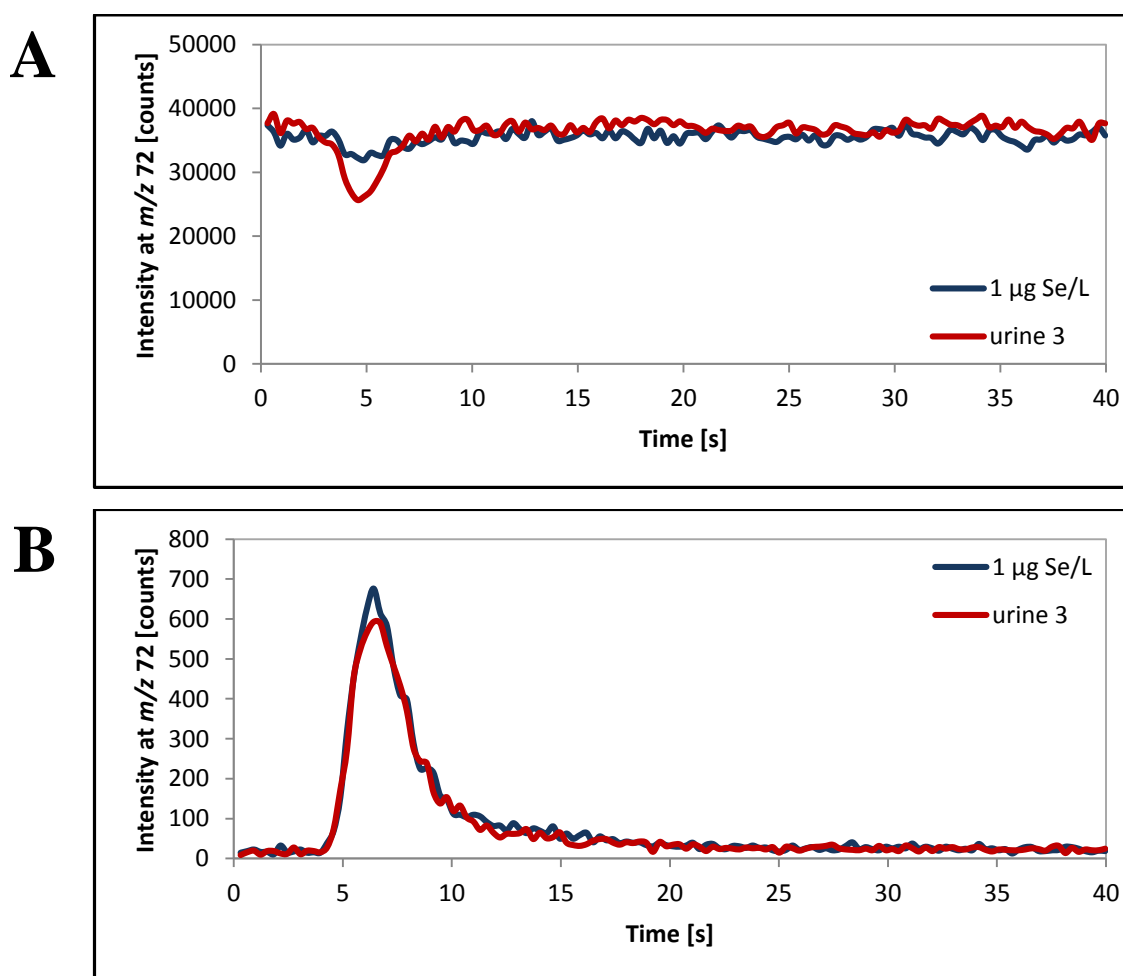 A
Intensity at m/z 72 [counts]
50000
40000
30000
20000
10000
0
1 µg Se/L
urine 3
0 5 10 15 20 25 30 35 40
Time [s]
B
Intensity at m/z 72 [counts]
800
700
600
500
400
300
200
100
0
1 µg Se/L
urine 3
0 5 10 15 20 25 30 35 40
Time [s]